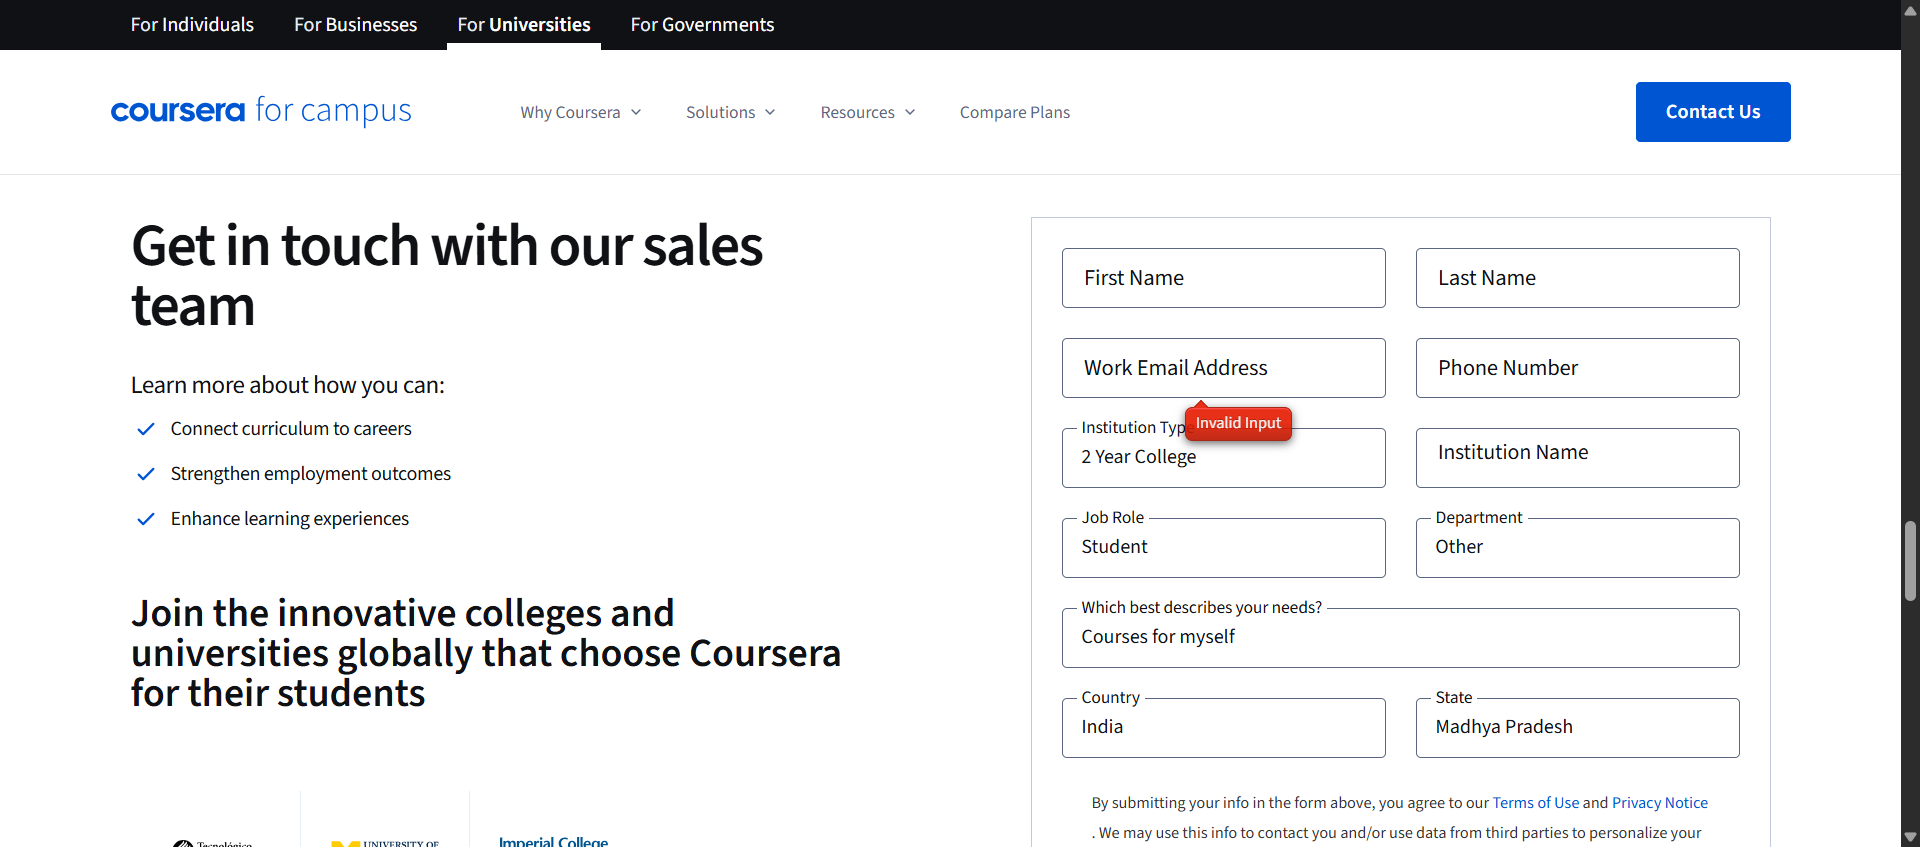 For Individuals
For Businesses
For Universities
For Governments
coursera for campus
Why Coursera
Solutions
Resources
Compare Plans
Contact Us
Get in touch with our sales
team
Learn more about how you can:
Connect curriculum to careers
Strengthen employment outcomes
Enhance learning experiences
Join the innovative colleges and
universities globally that choose Coursera
for their students
Tecnológico
UNIVERSITY OF
Imperial College
First Name
Last Name
Work Email Address
Phone Number
Invalid Input
Institution Type
2 Year College
Institution Name
Job Role
Student
Department
Other
Which best describes your needs?
Courses for myself
Country
India
State
Madhya Pradesh
By submitting your info in the form above, you agree to our Terms of Use and Privacy Notice
. We may use this info to contact you and/or use data from third parties to personalize your